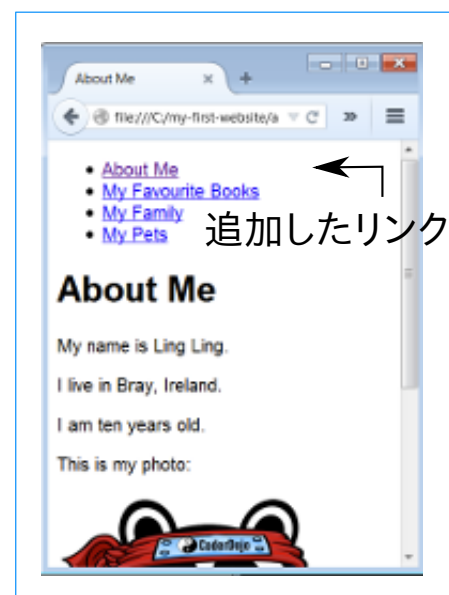 About Me
file:///C:/my-first-website/a
About Me
My Favourite Books
My Family
My Pets
追加したリンク
About Me
My name is Ling Ling.
I live in Bray, Ireland.
I am ten years old.
This is my photo:
CoderDojo